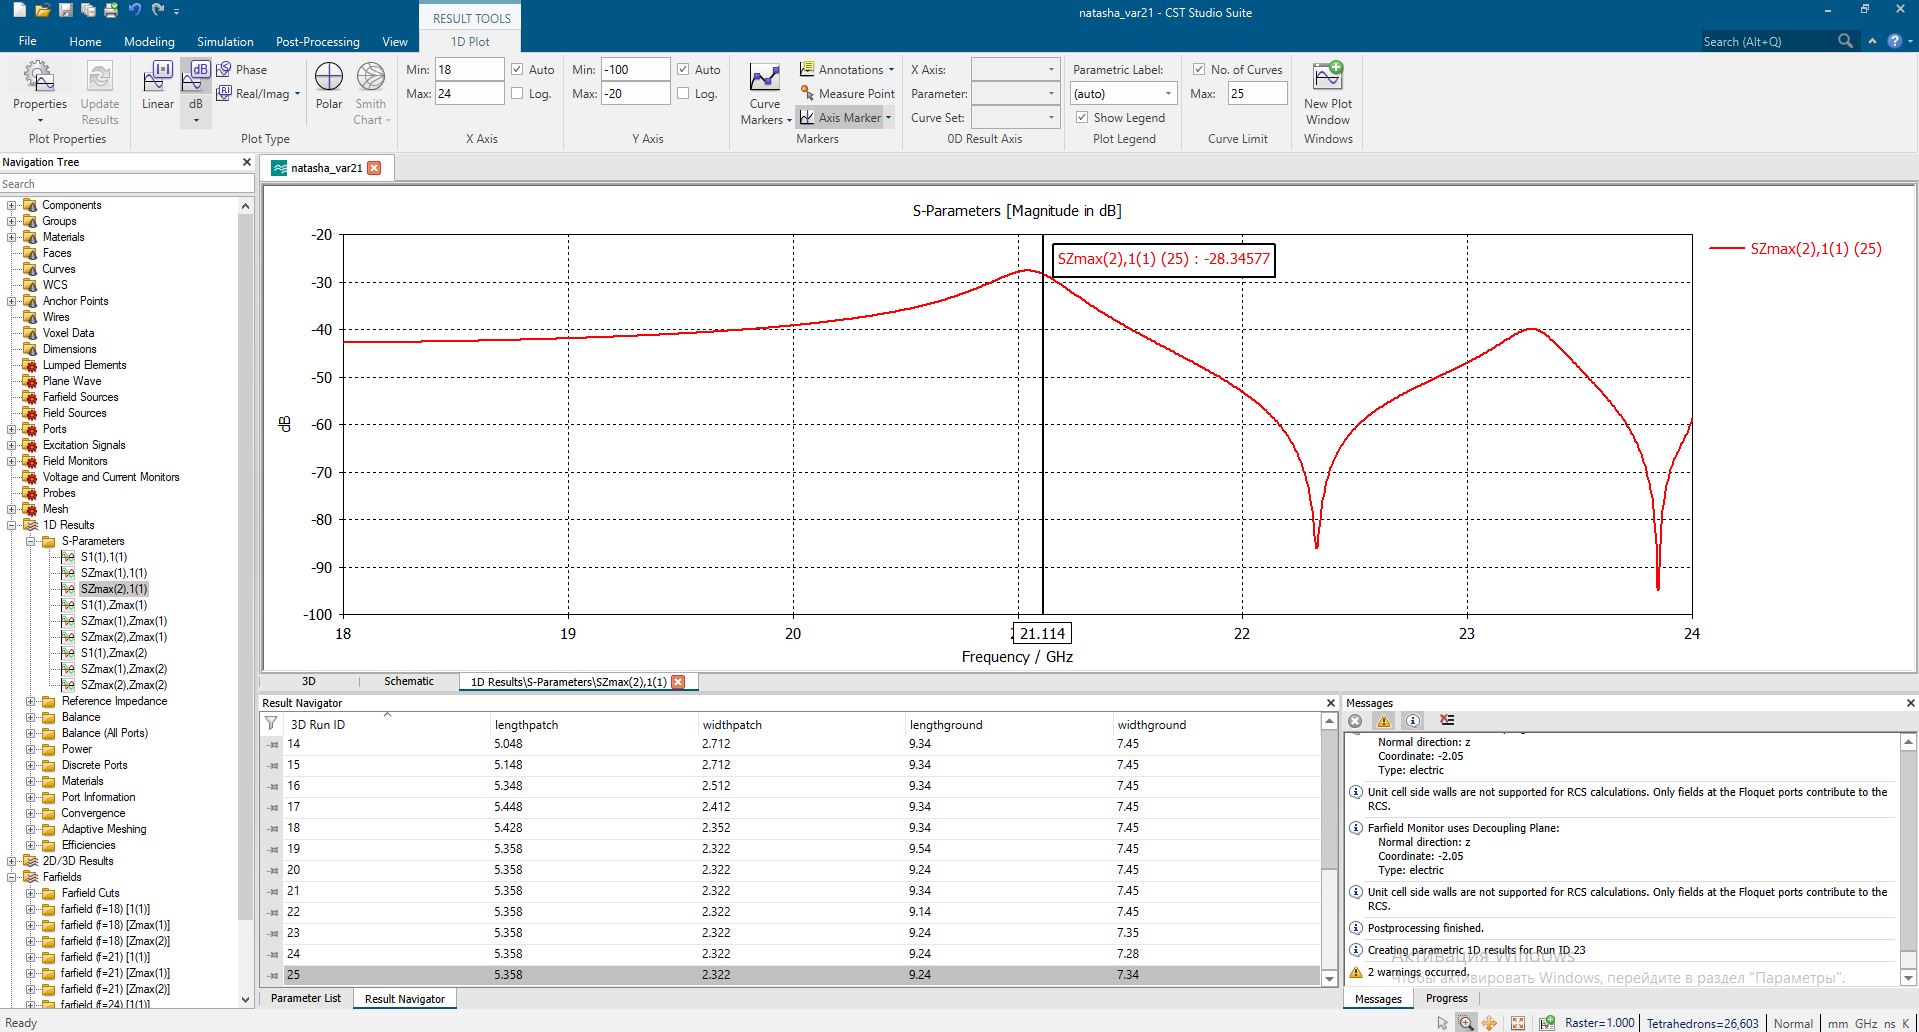 natasha_var21 - CST Studio Suite
RESULT TOOLS
File Home Modeling Simulation Post-Processing View 1D Plot
Search (Alt+Q)
Properties
Update Results
Plot Properties
Linear
dB
Phase
Real/Imag
Polar
Smith Chart
Plot Type
Min: 18 Auto
Max: 24 Log.
X Axis
Min: -100 Auto
Max: -20 Log.
Y Axis
Curve Markers
Annotations
Measure Point
Axis Marker
Markers
X Axis:
Parameter:
Curve Set:
0D Result Axis
Parametric Label:
(auto)
Show Legend
Plot Legend
No. of Curves
Max: 25
Curve Limit
New Plot Window
Windows
Navigation Tree
Search
Components
Groups
Materials
Faces
Curves
WCS
Anchor Points
Wires
Voxel Data
Dimensions
Lumped Elements
Plane Wave
Farfield Sources
Field Sources
Ports
Excitation Signals
Field Monitors
Voltage and Current Monitors
Probes
Mesh
1D Results
S-Parameters
S1(1),1(1)
SZmax(1),1(1)
SZmax(2),1(1)
S1(1),Zmax(1)
SZmax(1),Zmax(1)
SZmax(2),Zmax(1)
S1(1),Zmax(2)
SZmax(1),Zmax(2)
SZmax(2),Zmax(2)
Reference Impedance
Balance
Balance (All Ports)
Power
Discrete Ports
Materials
Port Information
Convergence
Adaptive Meshing
Efficiencies
2D/3D Results
Farfields
Farfield Cuts
farfield (f=18) [1(1)]
farfield (f=18) [Zmax(1)]
farfield (f=18) [Zmax(2)]
farfield (f=21) [1(1)]
farfield (f=21) [Zmax(1)]
farfield (f=21) [Zmax(2)]
farfield (f=24) [1(1)]
natasha_var21
S-Parameters [Magnitude in dB]
SZmax(2),1(1) (25) : -28.34577
SZmax(2),1(1) (25)
-20
-30
-40
-50
-60
-70
-80
-90
-100
dB
18 19 20 21.114 22 23 24
Frequency / GHz
3D Schematic 1D Results\S-Parameters\SZmax(2),1(1)
Result Navigator
3D Run ID lengthpatch widthpatch lengthground widthground
14 5.048 2.712 9.34 7.45
15 5.148 2.712 9.34 7.45
16 5.348 2.512 9.34 7.45
17 5.448 2.412 9.34 7.45
18 5.428 2.352 9.34 7.45
19 5.358 2.322 9.54 7.45
20 5.358 2.322 9.24 7.45
21 5.358 2.322 9.34 7.45
22 5.358 2.322 9.14 7.45
23 5.358 2.322 9.24 7.35
24 5.358 2.322 9.24 7.28
25 5.358 2.322 9.24 7.34
Parameter List Result Navigator
Messages
Normal direction: z
Coordinate: -2.05
Type: electric
Unit cell side walls are not supported for RCS calculations. Only fields at the Floquet ports contribute to the
RCS.
Farfield Monitor uses Decoupling Plane:
Normal direction: z
Coordinate: -2.05
Type: electric
Unit cell side walls are not supported for RCS calculations. Only fields at the Floquet ports contribute to the
RCS.
Postprocessing finished.
Creating parametric 1D results for Run ID 23
Активация Windows
2 warnings occurred.
Чтобы активировать Windows, перейдите в раздел "Параметры".
Messages Progress
Ready
Raster=1.000 Tetrahedrons=26,603 Normal mm GHz ns K